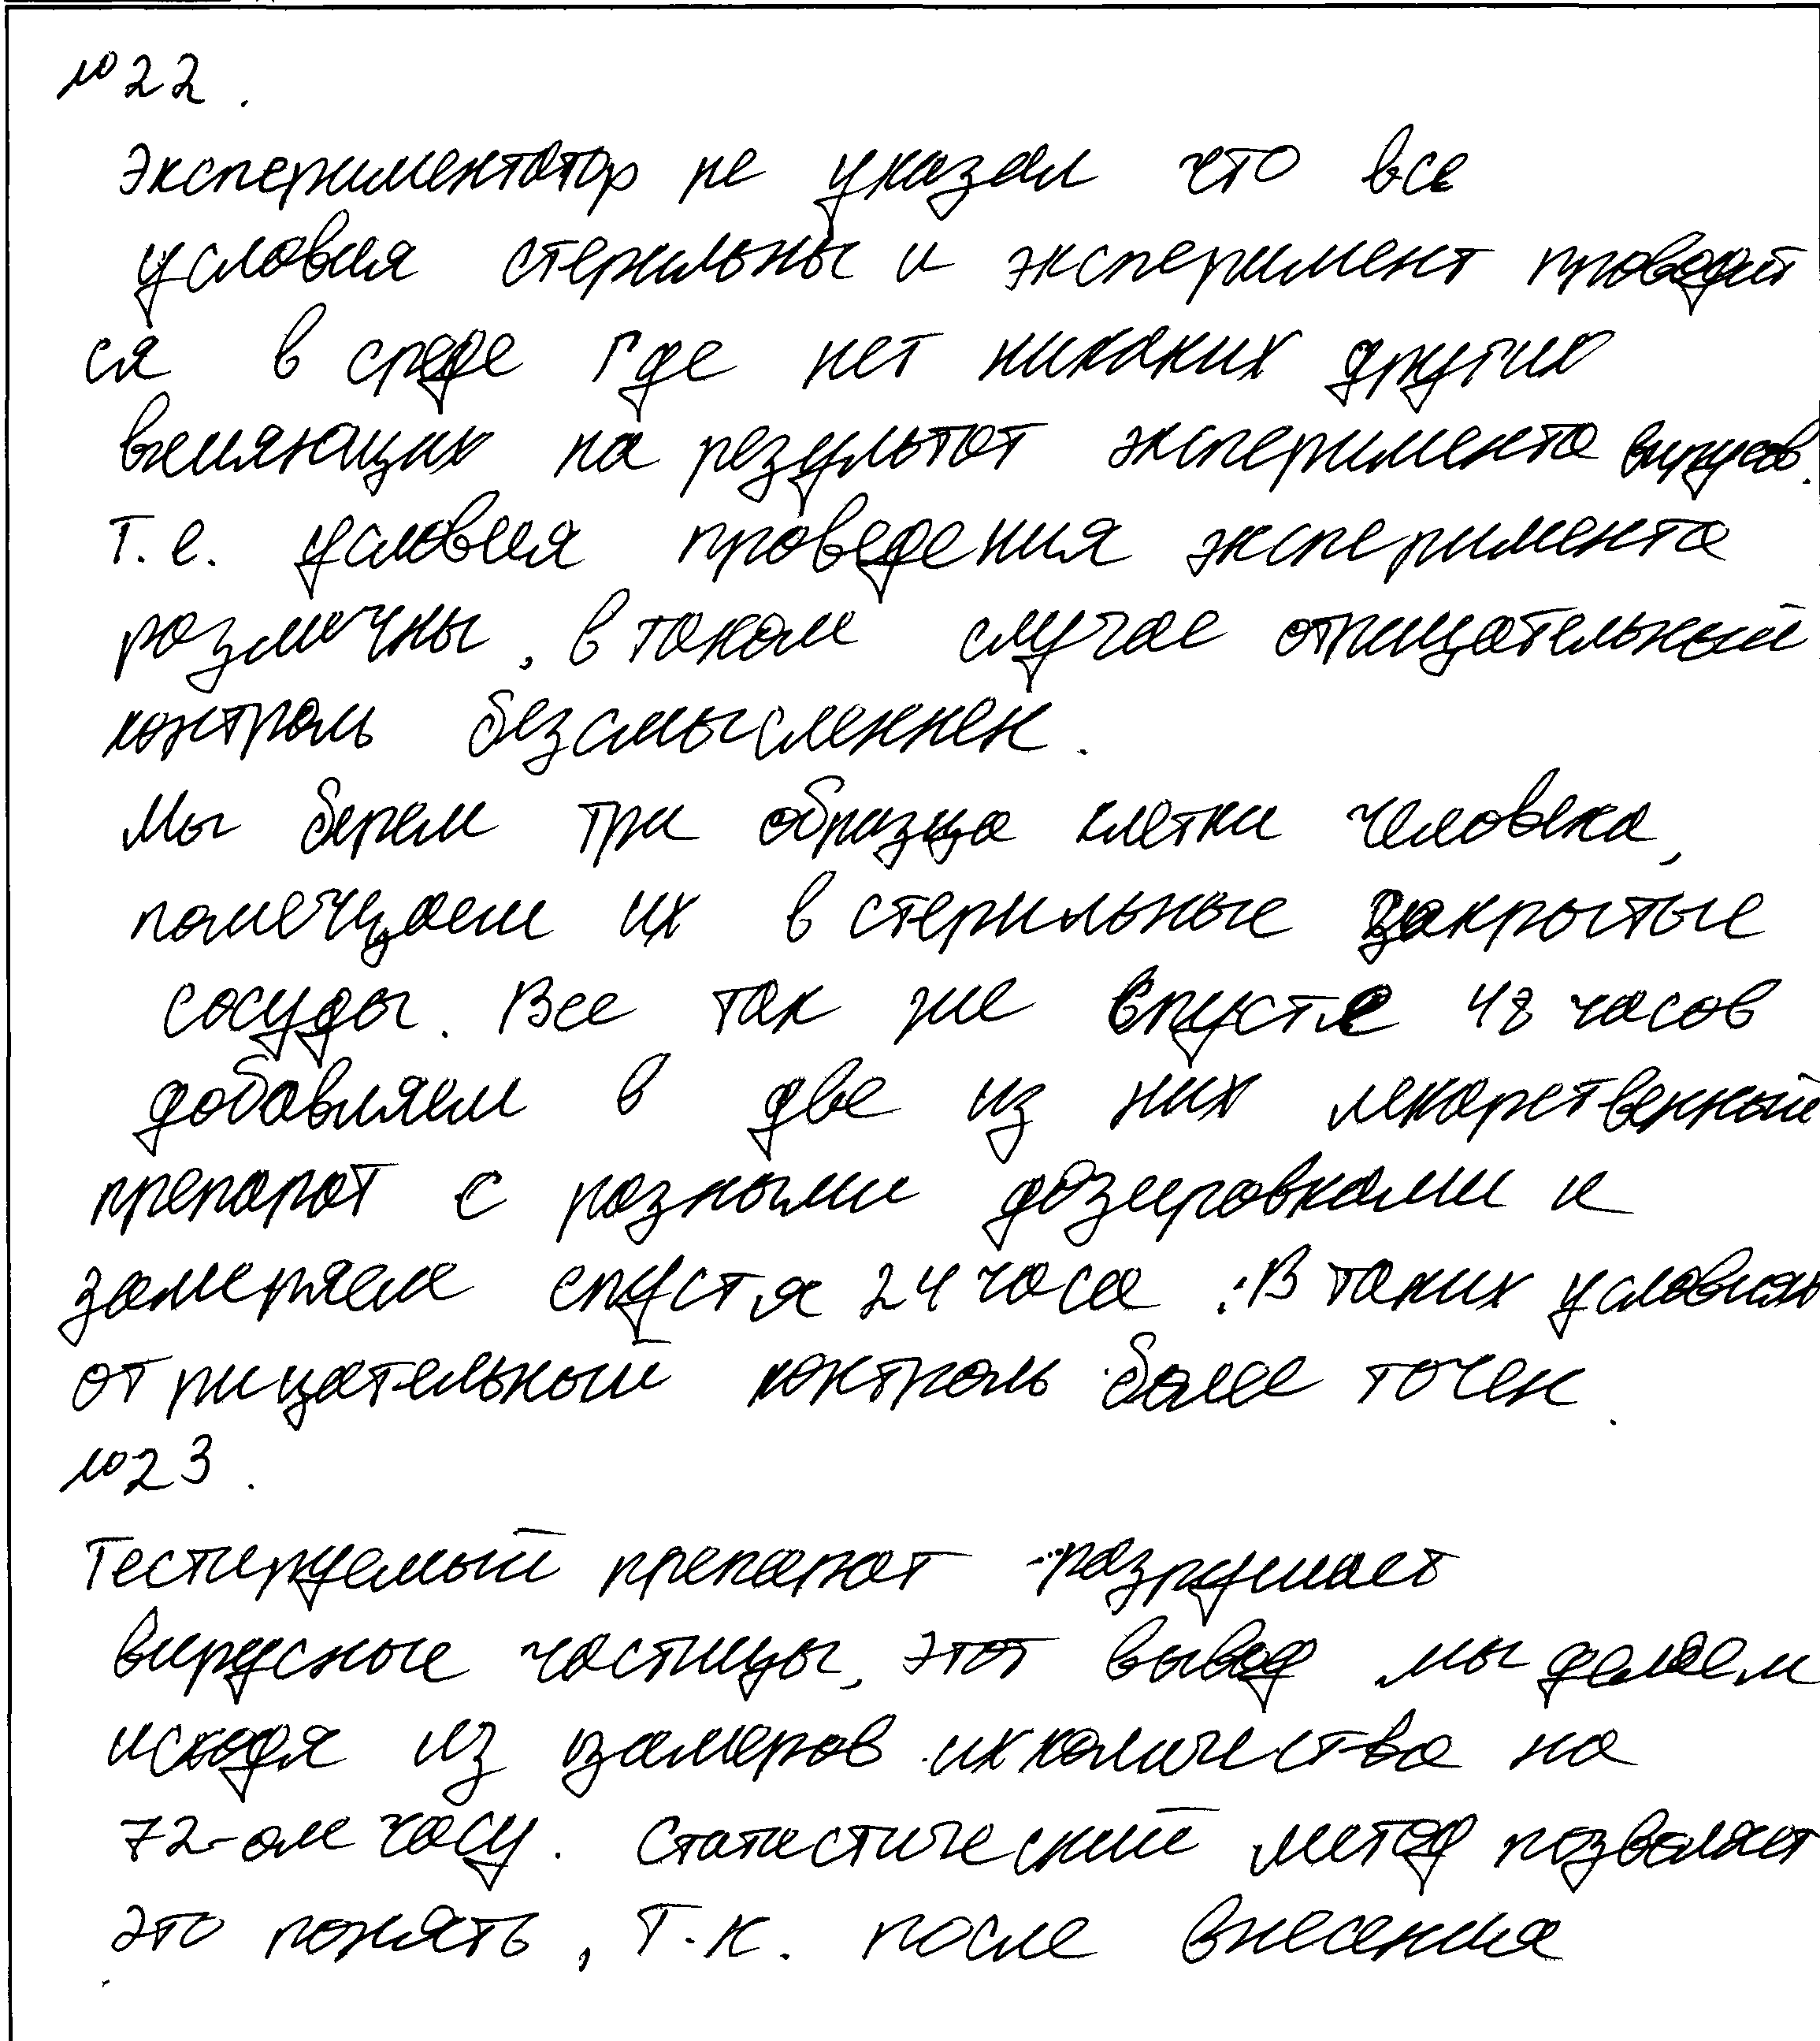 №22.
Экспериментатор не указал что все
условия стерильны и эксперимент проводит
ся в среде где нет никаких других
влияющих на результат эксперимента вирусов.
Т.е. условия проведения эксперимента
различны, в таком случае отрицательный
контроль безсмысленнен.
Мы берем три образца клетки человека,
помещаем их в стерильные закрытые
сосуды. Все так же спустя 48 часов
добавляем в две из них лекарственный
препарат с разными дозировками и
замеряем спустя 24 часа. В таких условиях
отрицательный контроль более точен.
№23.
Тестируемый препарат разрушает
вирусные частицы, этот вывод мы делаем
исходя из замеров их количества на
72-ом часу. Статистический метод позволяет
это понять, т.к. после внесения